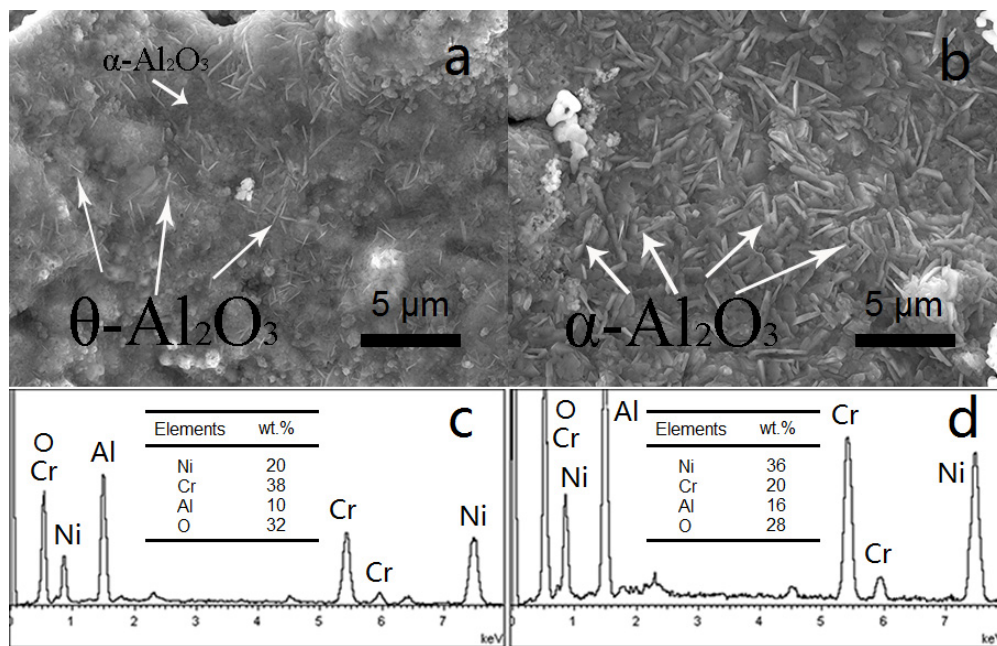 a
α-Al2O3
θ-Al2O3
5 μm
b
α-Al2O3
5 μm
c
O
Cr
Ni
Al
Elements wt.%
Ni 20
Cr 38
Al 10
O 32
Cr
Cr
Ni
1 2 3 4 5 6 7
keV
d
O
Cr
Ni
Al
Elements wt.%
Ni 36
Cr 20
Al 16
O 28
Cr
Cr
Ni
1 2 3 4 5 6 7
keV